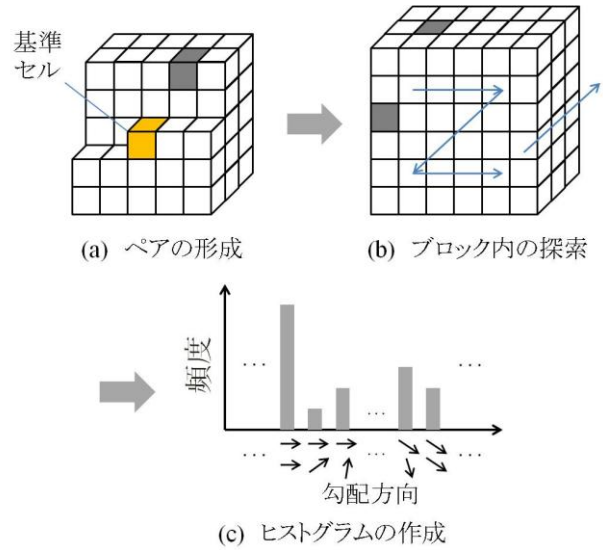 基準
セル
(a) ペアの形成
(b) ブロック内の探索
頻度
… …
…
… …
勾配方向
(c) ヒストグラムの作成